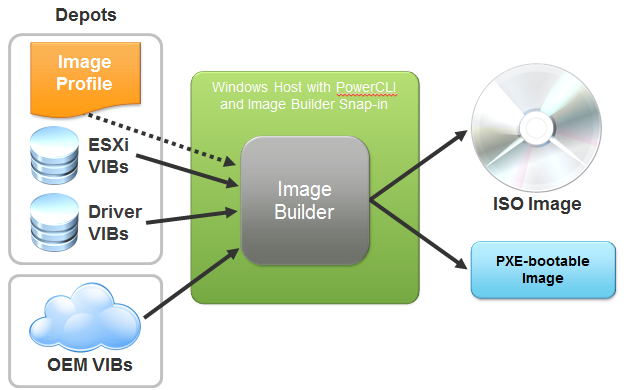 Depots
Image
Profile
ESXi
VIBs
Driver
VIBs
OEM VIBs
Windows Host with PowerCLI
and Image Builder Snap-in
Image
Builder
ISO Image
PXE-bootable
Image